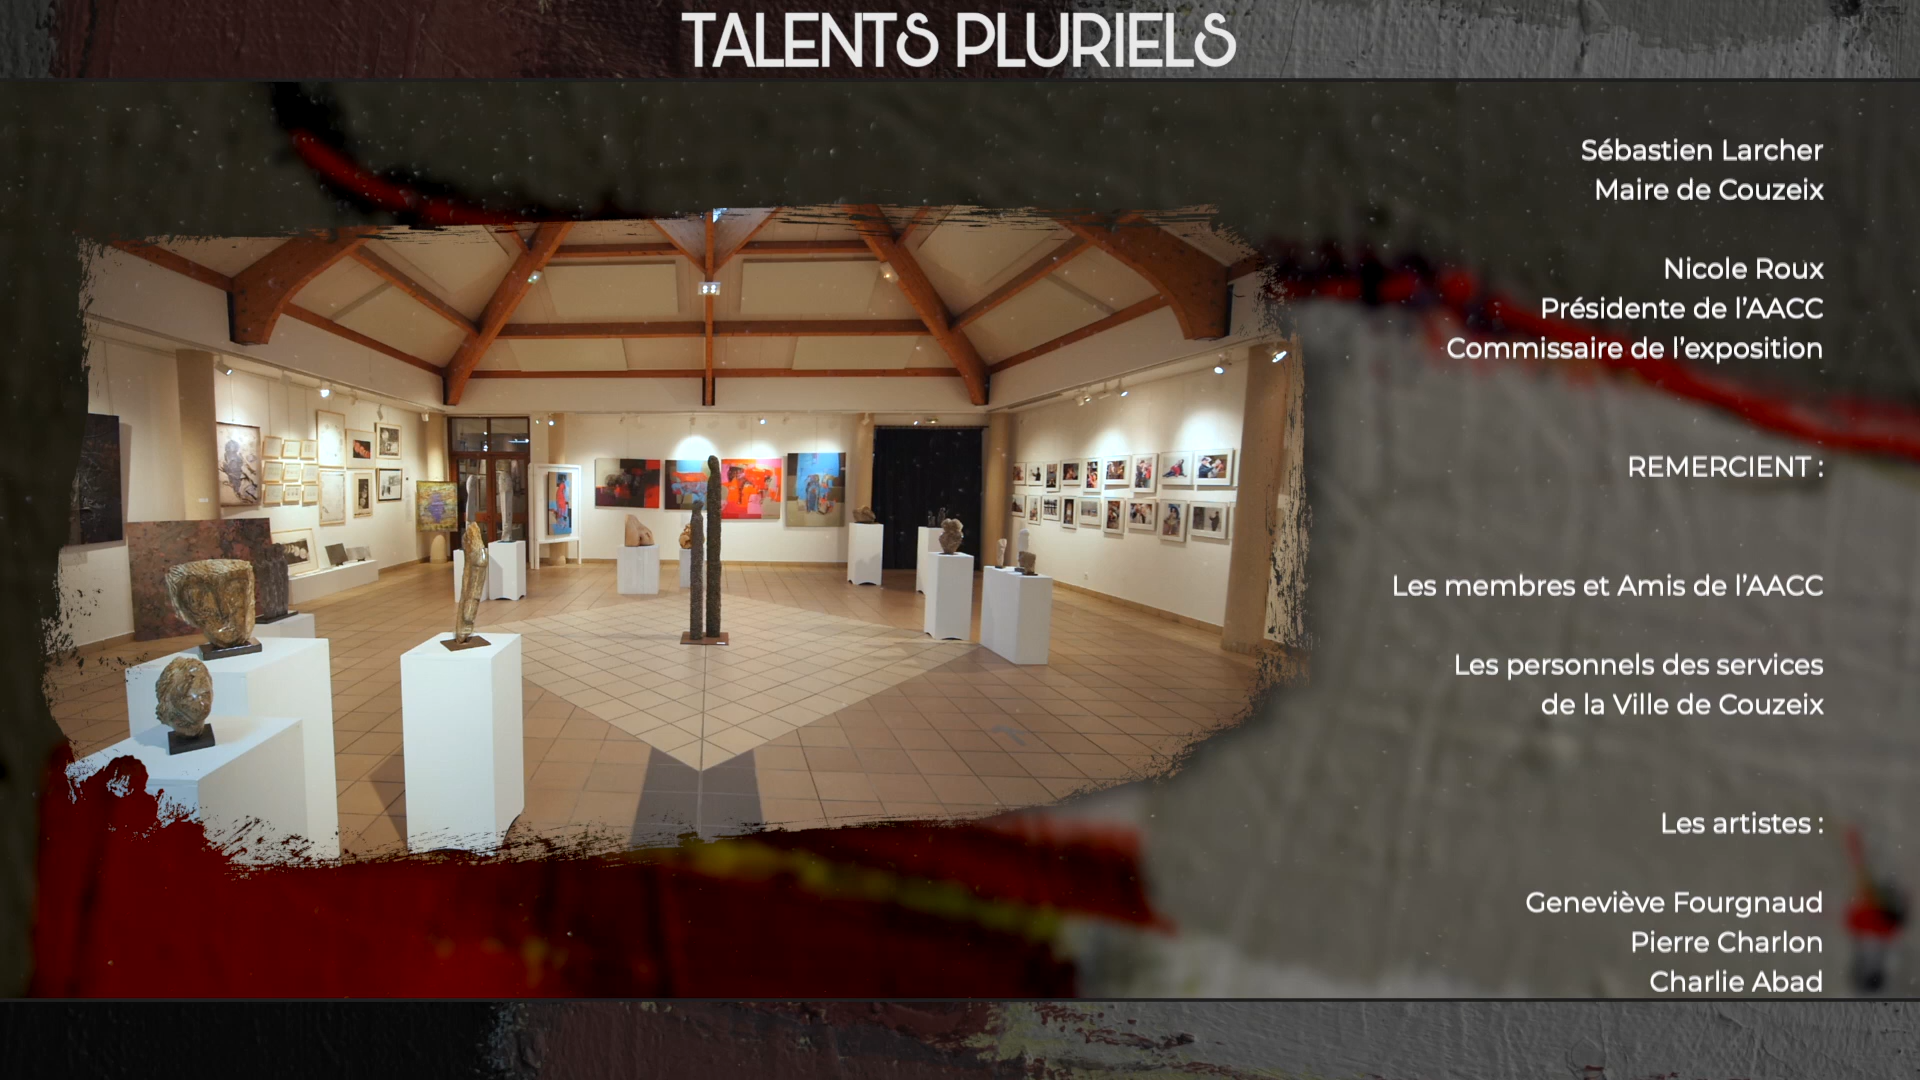 TALENTS PLURIELS
Sébastien Larcher
Maire de Couzeix
Nicole Roux
Présidente de l’AACC
Commissaire de l’exposition
REMERCIENT :
Les membres et Amis de l’AACC
Les personnels des services
de la Ville de Couzeix
Les artistes :
Geneviève Fourgnaud
Pierre Charlon
Charlie Abad